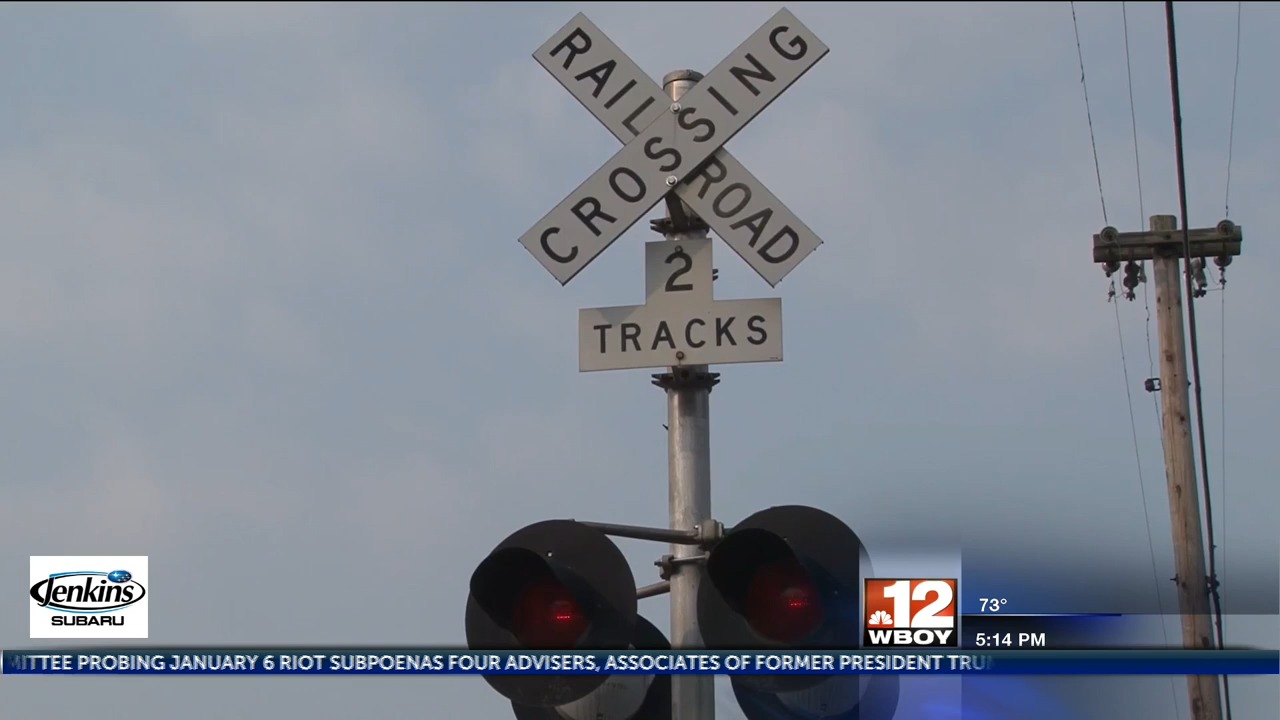 RAILROAD
CROSSING
2
TRACKS
Jenkins
SUBARU
12
WBOY
73°
5:14 PM
MITTEE PROBING JANUARY 6 RIOT SUBPOENAS FOUR ADVISERS, ASSOCIATES OF FORMER PRESIDENT TRUM